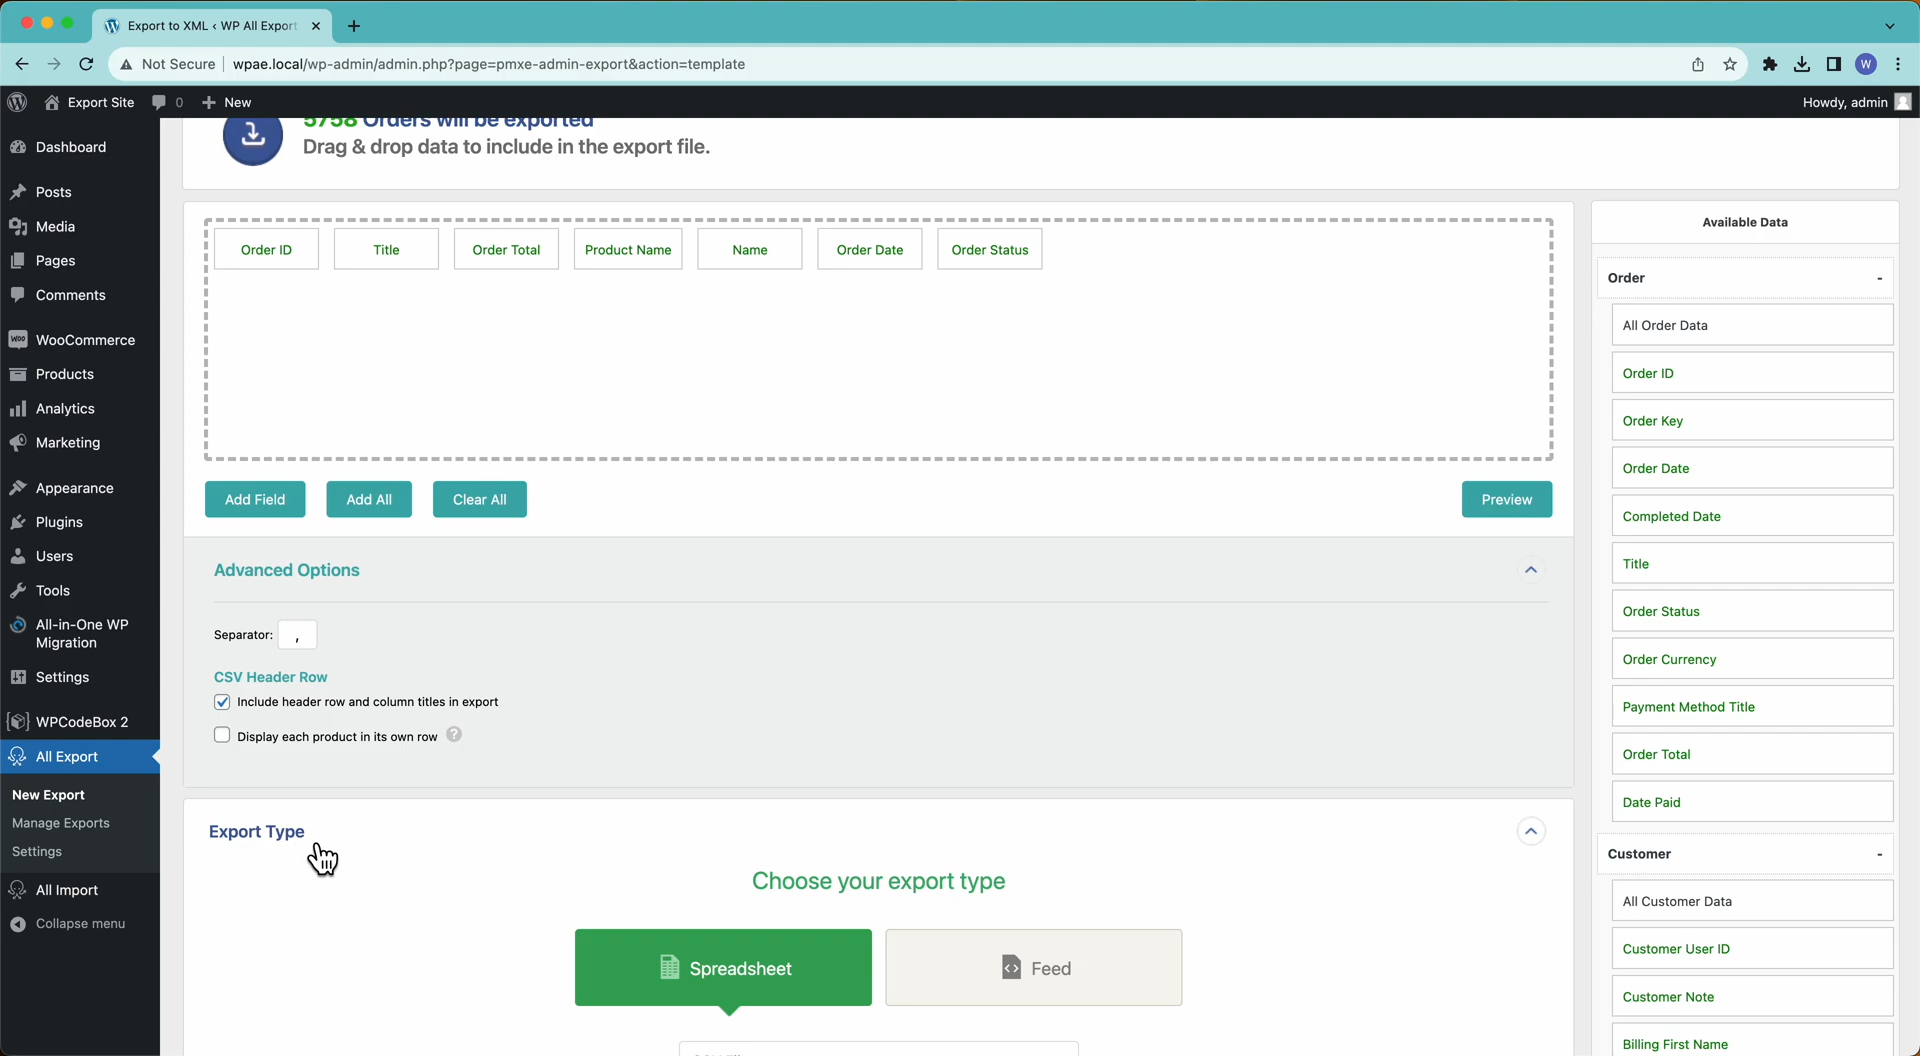 Export to XML ‹ WP All Export
Not Secure
wpae.local/wp-admin/admin.php?page=pmxe-admin-export&action=template
W
Export Site
0
New
Howdy, admin
Dashboard
Posts
Media
Pages
Comments
WooCommerce
Products
Analytics
Marketing
Appearance
Plugins
Users
Tools
All-in-One WP
Migration
Settings
WPCodeBox 2
All Export
New Export
Manage Exports
Settings
All Import
Collapse menu
5758 Orders will be exported
Drag & drop data to include in the export file.
Order ID
Title
Order Total
Product Name
Name
Order Date
Order Status
Add Field
Add All
Clear All
Preview
Advanced Options
Separator: ,
CSV Header Row
Include header row and column titles in export
Display each product in its own row ?
Export Type
Choose your export type
Spreadsheet
Feed
Available Data
Order -
All Order Data
Order ID
Order Key
Order Date
Completed Date
Title
Order Status
Order Currency
Payment Method Title
Order Total
Date Paid
Customer -
All Customer Data
Customer User ID
Customer Note
Billing First Name